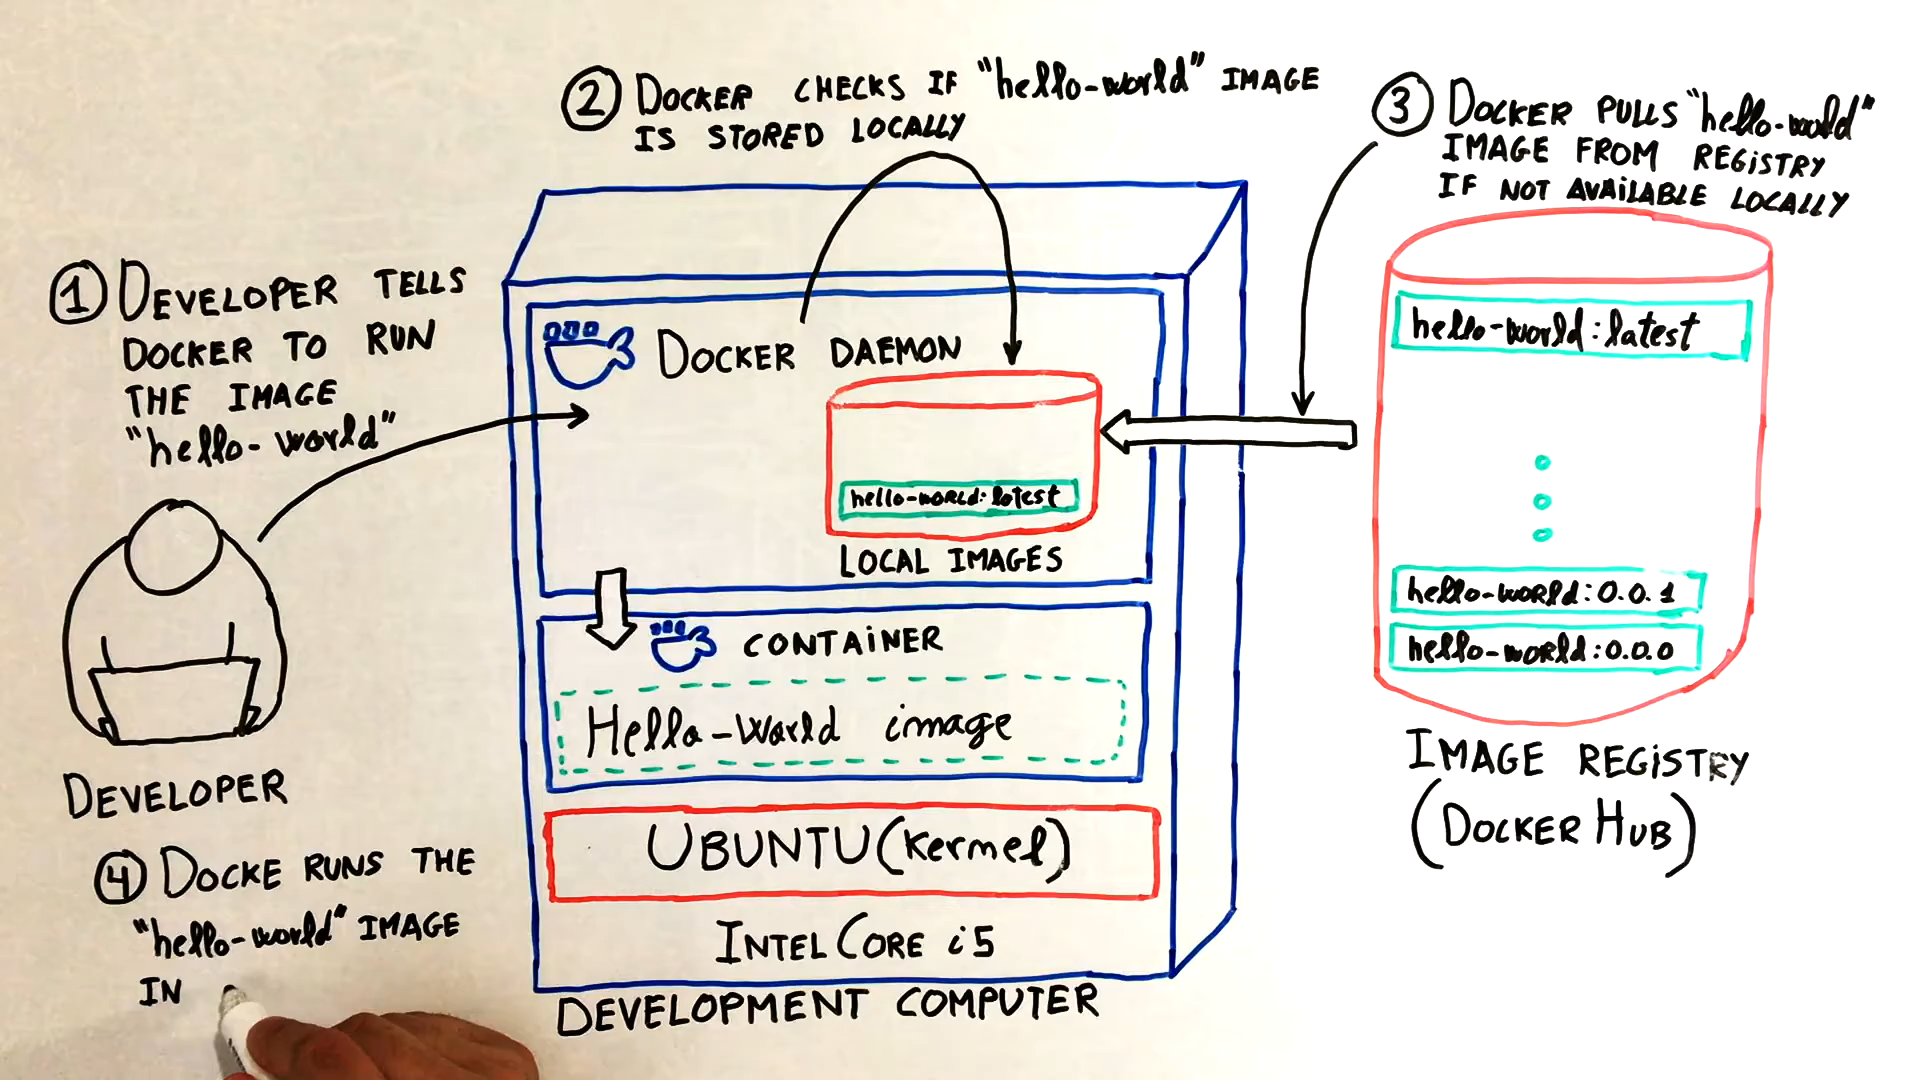 ① DEVELOPER TELLS
DOCKER TO RUN
THE IMAGE
"hello-world"
DEVELOPER
② DOCKER CHECKS IF "hello-world" IMAGE
IS STORED LOCALLY
③ DOCKER PULLS "hello-world"
IMAGE FROM REGISTRY
IF NOT AVAILABLE LOCALLY
DOCKER DAEMON
hello-world:latest
LOCAL IMAGES
CONTAINER
Hello-World image
UBUNTU (Kernel)
INTEL CORE i5
DEVELOPMENT COMPUTER
hello-world:latest
hello-world:0.0.1
hello-world:0.0.0
IMAGE REGISTRY
(DOCKER HUB)
④ DOCKE RUNS THE
"hello-world" IMAGE
IN